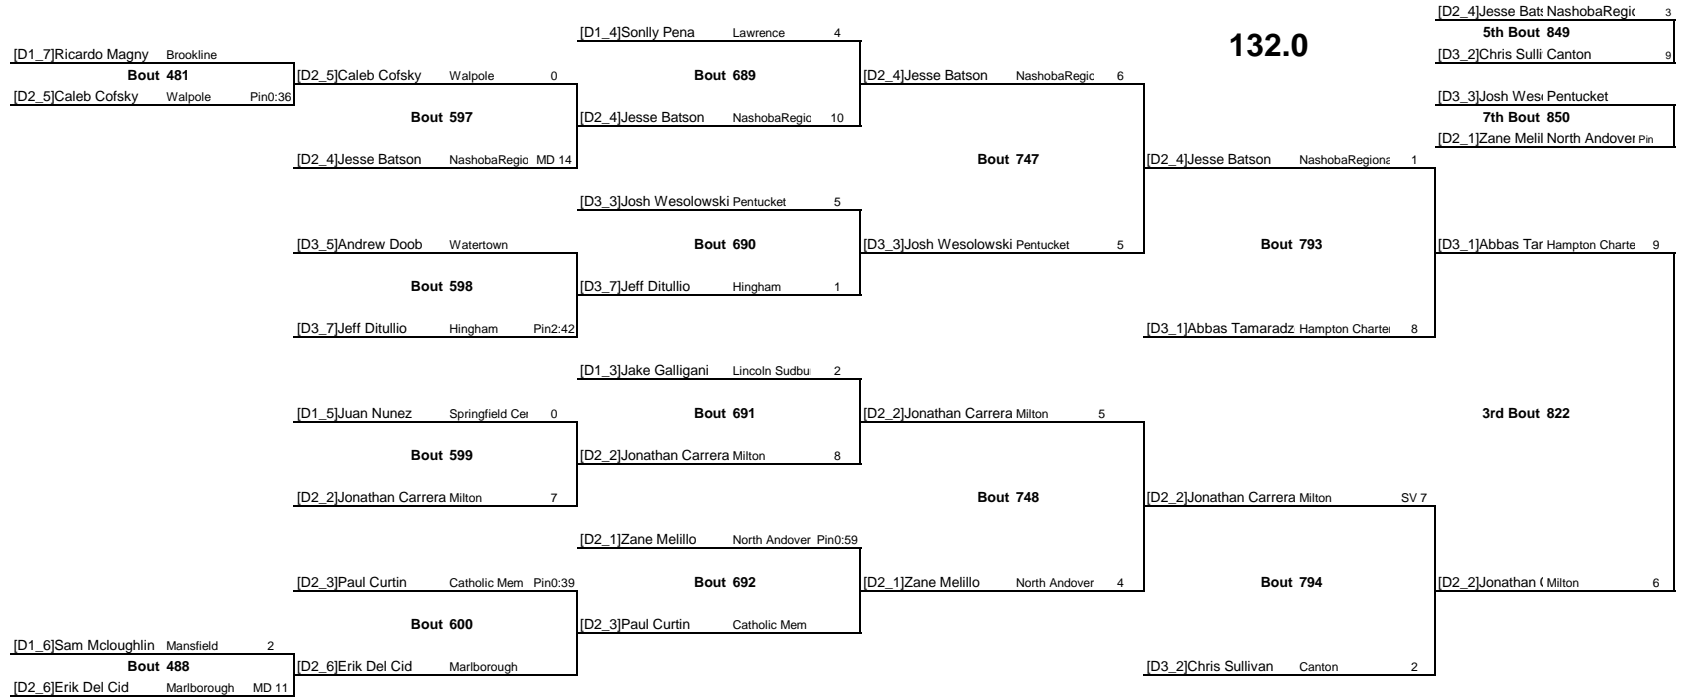 132.0
[D1_7]Ricardo Magny Brookline
Bout 481
[D2_5]Caleb Cofsky Walpole Pin0:36
[D1_6]Sam Mcloughlin Mansfield 2
Bout 488
[D2_6]Erik Del Cid Marlborough MD 11
[D2_5]Caleb Cofsky Walpole 0
Bout 597
[D2_4]Jesse Batson NashobaRegio MD 14
[D3_5]Andrew Doob Watertown
Bout 598
[D3_7]Jeff Ditullio Hingham Pin2:42
[D1_5]Juan Nunez Springfield Cer 0
Bout 599
[D2_2]Jonathan Carrera Milton 7
[D2_3]Paul Curtin Catholic Mem Pin0:39
Bout 600
[D2_6]Erik Del Cid Marlborough
[D1_4]Sonlly Pena Lawrence 4
Bout 689
[D2_4]Jesse Batson NashobaRegio 10
[D3_3]Josh Wesolowski Pentucket 5
Bout 690
[D3_7]Jeff Ditullio Hingham 1
[D1_3]Jake Galligani Lincoln Sudbu 2
Bout 691
[D2_2]Jonathan Carrera Milton 8
[D2_1]Zane Melillo North Andover Pin0:59
Bout 692
[D2_3]Paul Curtin Catholic Mem
[D2_4]Jesse Batson NashobaRegio 6
Bout 747
[D3_3]Josh Wesolowski Pentucket 5
[D2_2]Jonathan Carrera Milton 5
Bout 748
[D2_1]Zane Melillo North Andover 4
[D2_4]Jesse Batson NashobaRegiona 1
Bout 793
[D3_1]Abbas Tamaradz Hampton Charter 8
[D2_2]Jonathan Carrera Milton SV 7
Bout 794
[D3_2]Chris Sullivan Canton 2
[D3_1]Abbas Tar Hampton Charte 9
3rd Bout 822
[D2_2]Jonathan ( Milton 6
[D2_4]Jesse Bats NashobaRegio 3
5th Bout 849
[D3_2]Chris Sulli Canton 9
[D3_3]Josh Weso Pentucket
7th Bout 850
[D2_1]Zane Melil North Andover Pin